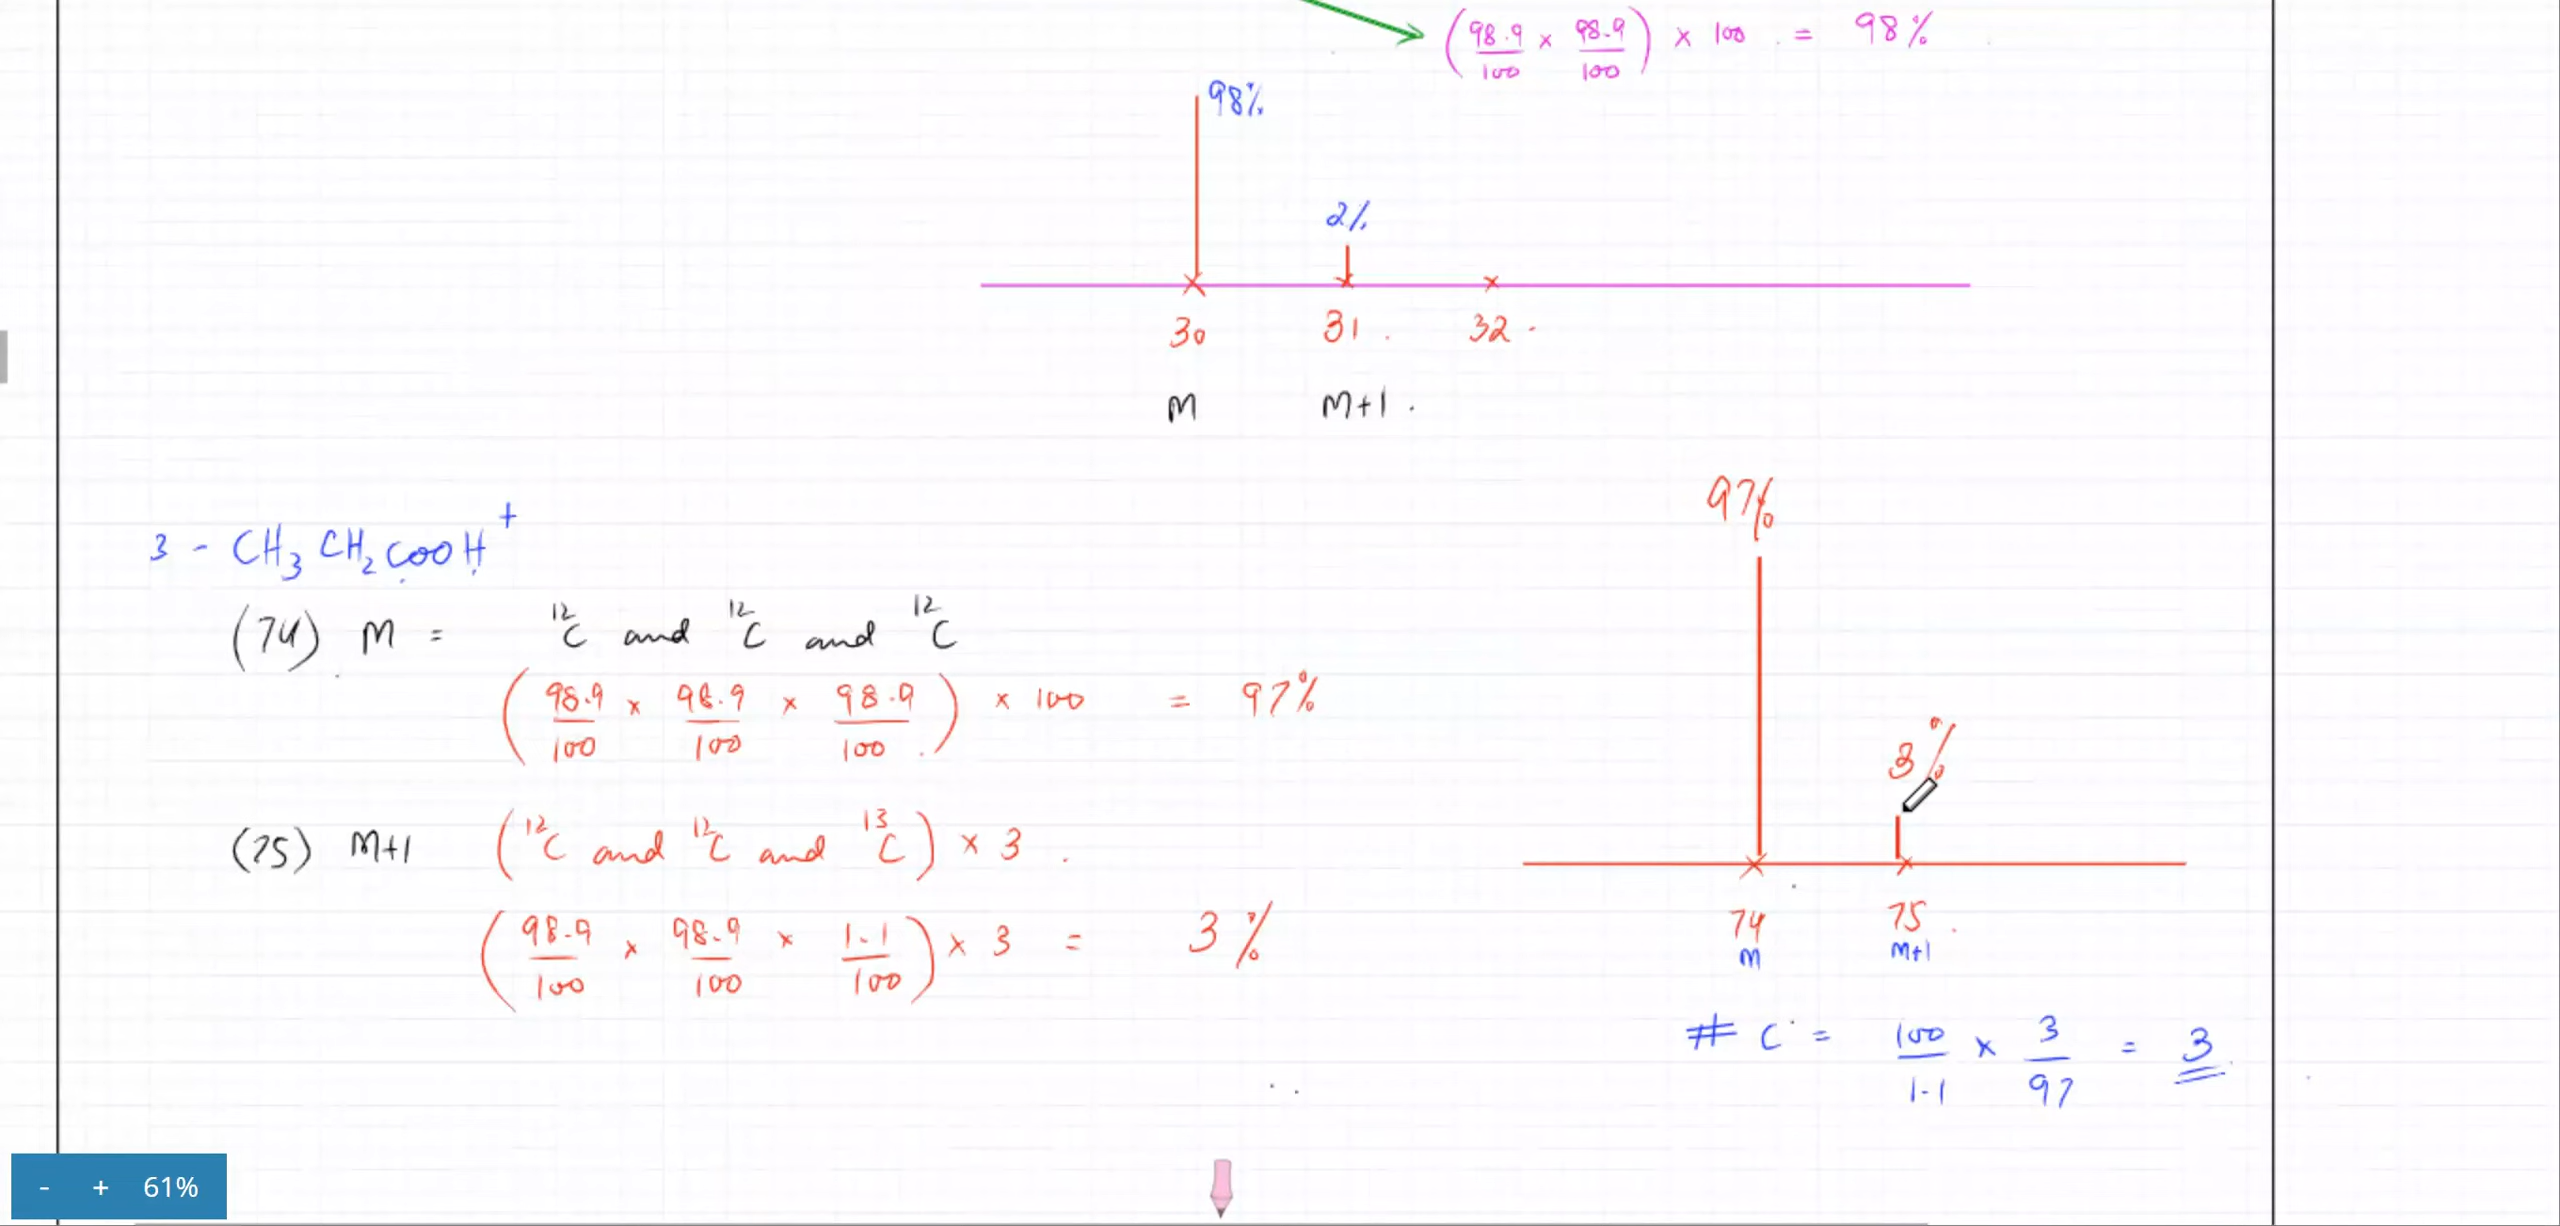 (98.9/100 × 98.9/100) × 100 = 98%
98%
2%
30 31. 32.
M M+1.
97%
3 - CH₃CH₂COOH⁺
(74) M = ¹²C and ¹²C and ¹²C
(98.9/100 × 98.9/100 × 98.9/100) × 100 = 97%
3%
(75) M+1 (¹²C and ¹²C and ¹³C) × 3.
(98.9/100 × 98.9/100 × 1.1/100) × 3 = 3%
74 75.
M M+1
# C = 100/1.1 × 3/97 = 3
- + 61%